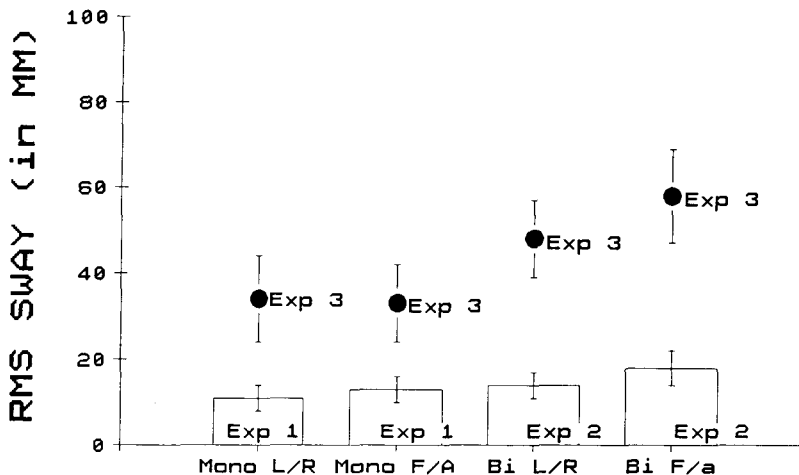 RMS SWAY (in MM)
100
80
60
40
20
0
Exp 3
Exp 3
Exp 3
Exp 3
Exp 1
Exp 1
Exp 2
Exp 2
Mono L/R
Mono F/A
Bi L/R
Bi F/a